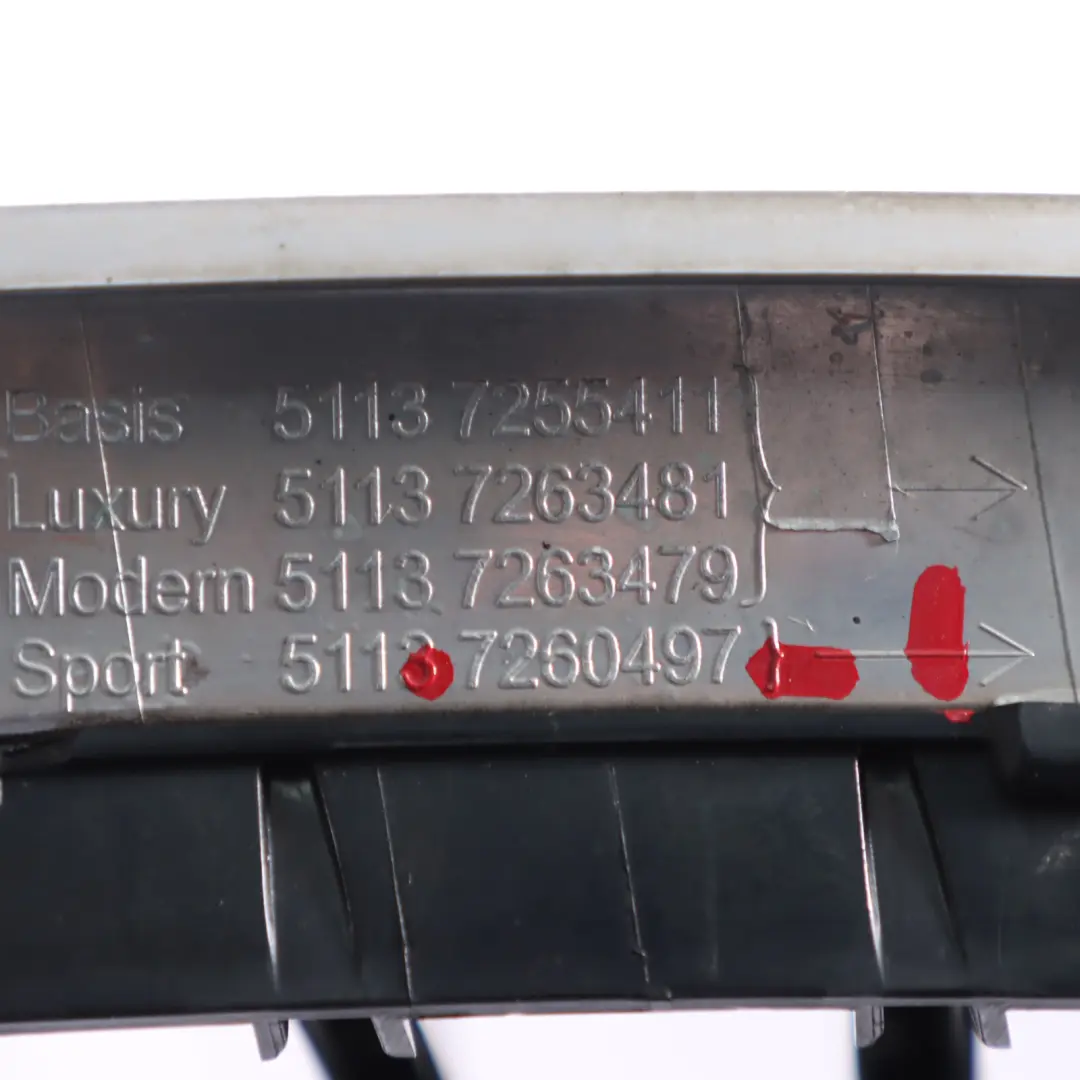 Basis 5113 7255411
Luxury 5113 7263481
Modern 5113 7263479
Sport 5113 7260497